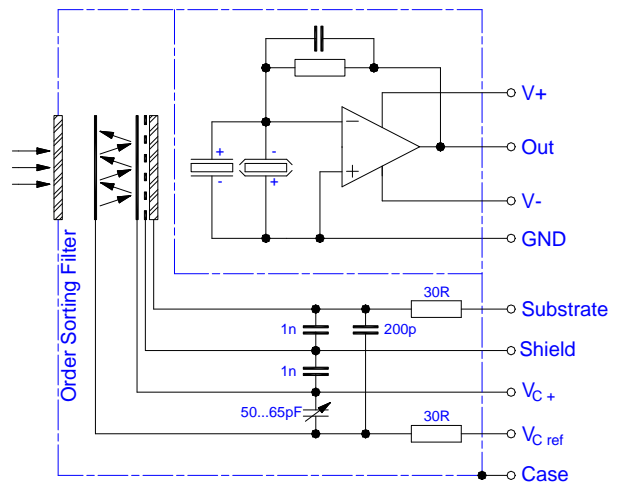 V+
Out
V-
GND
+
-
-
+
−
+
Order Sorting Filter
30R
Substrate
1n
200p
Shield
1n
V C +
50...65pF
30R
V C ref
Case